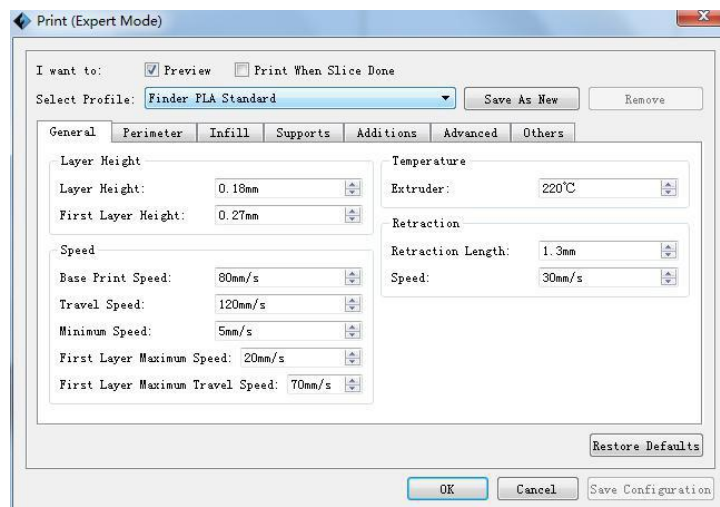 Print (Expert Mode)
I want to: Preview Print When Slice Done
Select Profile: Finder PLA Standard Save As New Remove
General Perimeter Infill Supports Additions Advanced Others
Layer Height
Layer Height: 0.18mm
First Layer Height: 0.27mm
Speed
Base Print Speed: 80mm/s
Travel Speed: 120mm/s
Minimum Speed: 5mm/s
First Layer Maximum Speed: 20mm/s
First Layer Maximum Travel Speed: 70mm/s
Temperature
Extruder: 220℃
Retraction
Retraction Length: 1.3mm
Speed: 30mm/s
Restore Defaults
OK Cancel Save Configuration